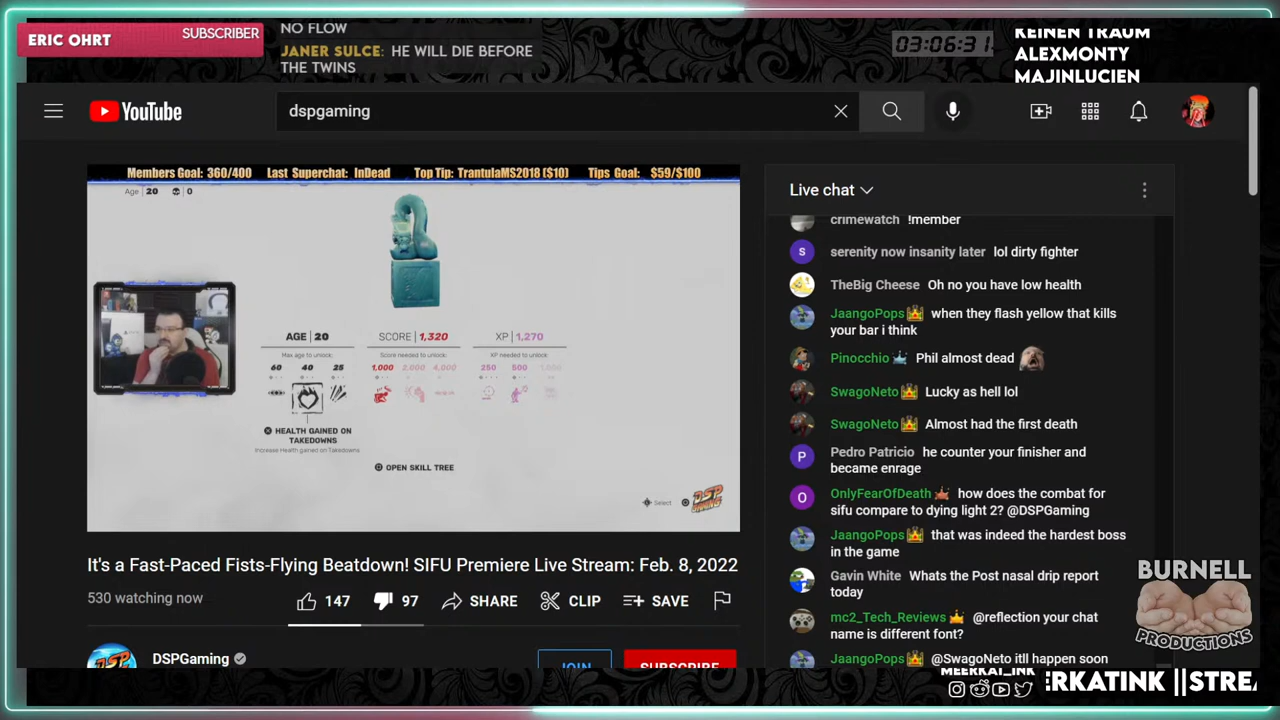 ERIC OHRT
SUBSCRIBER
NO FLOW
JANER SULCE: HE WILL DIE BEFORE
THE TWINS
03:06:31
KEINEN TRAUM
ALEXMONTY
MAJINLUCIEN
YouTube
dspgaming
Members Goal: 360/400 Last Superchat: InDead Top Tip: TrantulaMS2018 ($10) Tips Goal: $59/$100
Age 20 0
AGE | 20
Max age to unlock:
60 40 25
HEALTH GAINED ON
TAKEDOWNS
Increase Health gained on Takedowns
SCORE | 1,320
Score needed to unlock:
1,000 2,000 4,000
XP | 1,270
XP needed to unlock:
250 500 1,000
OPEN SKILL TREE
Select
DSP
GAMING
It's a Fast-Paced Fists-Flying Beatdown! SIFU Premiere Live Stream: Feb. 8, 2022
530 watching now
147
97
SHARE
CLIP
SAVE
DSPGaming
JOIN
SUBSCRIBE
Live chat
crimewatch !member
S
serenity now insanity later lol dirty fighter
TheBig Cheese Oh no you have low health
JaangoPops when they flash yellow that kills
your bar i think
Pinocchio Phil almost dead
SwagoNeto Lucky as hell lol
SwagoNeto Almost had the first death
P
Pedro Patricio he counter your finisher and
became enrage
O
OnlyFearOfDeath how does the combat for
sifu compare to dying light 2? @DSPGaming
JaangoPops that was indeed the hardest boss
in the game
Gavin White Whats the Post nasal drip report
today
mc2_Tech_Reviews @reflection your chat
name is different font?
JaangoPops @SwagoNeto itll happen soon
BURNELL
PRODUCTIONS
MEERKAT_INK
ERKATINK || STRE